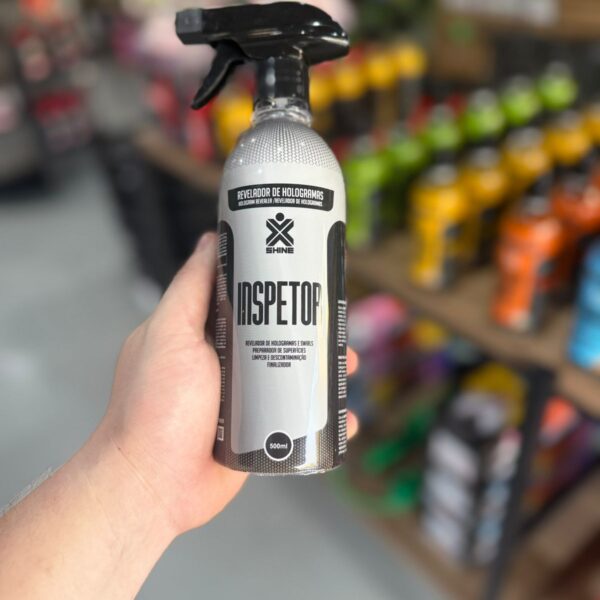 REVELADOR DE HOLOGRAMAS
HOLOGRAM REVEALER / REVELADOR DE HOLOGRAMAS
X
SHINE
INSPETOR
REVELADOR DE HOLOGRAMAS E SWIRLS
PREPARADOR DE SUPERFÍCIES
LIMPEZA E DESCONTAMINAÇÃO
FINALIZADOR
500ml